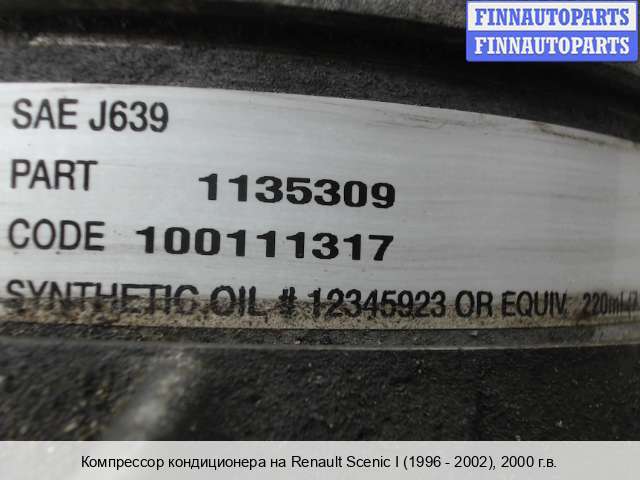 FINNAUTOPARTS
FINNAUTOPARTS
SAE J639
PART 1135309
CODE 100111317
SYNTHETIC OIL # 12345923 OR EQUIV. 220ml
Компрессор кондиционера на Renault Scenic I (1996 - 2002), 2000 г.в.